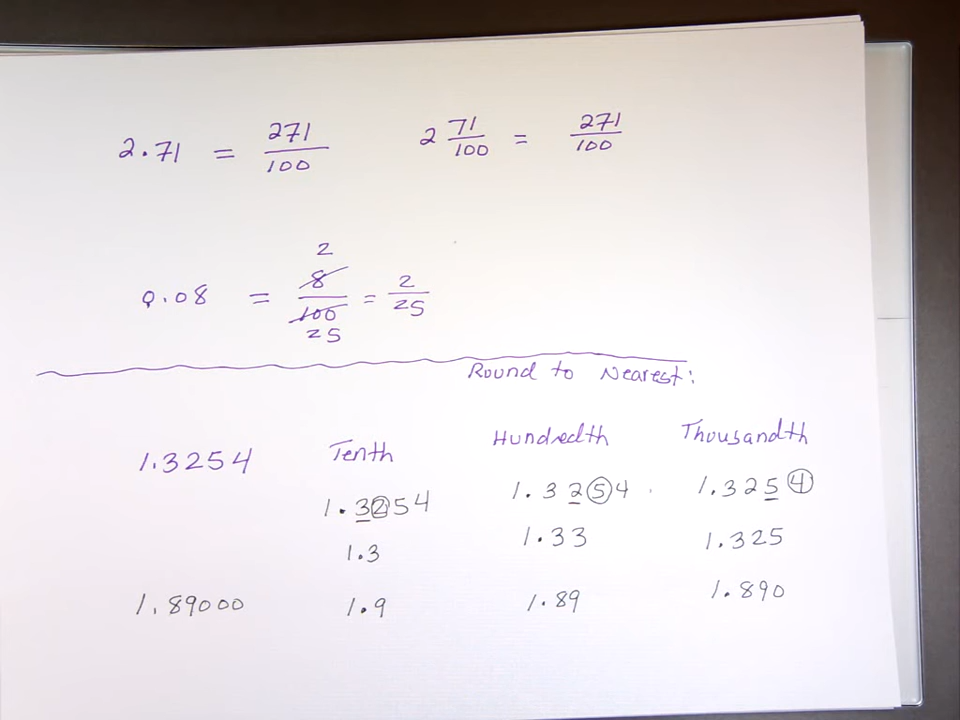 2.71 = 271/100    2 71/100 = 271/100
2
0.08 = 8/100 = 2/25
25
Round to Nearest:
1.3254    Tenth    Hundredth    Thousandth
1.3254    1.3254    1.3254
1.3    1.33    1.325
1.89000    1.9    1.89    1.890